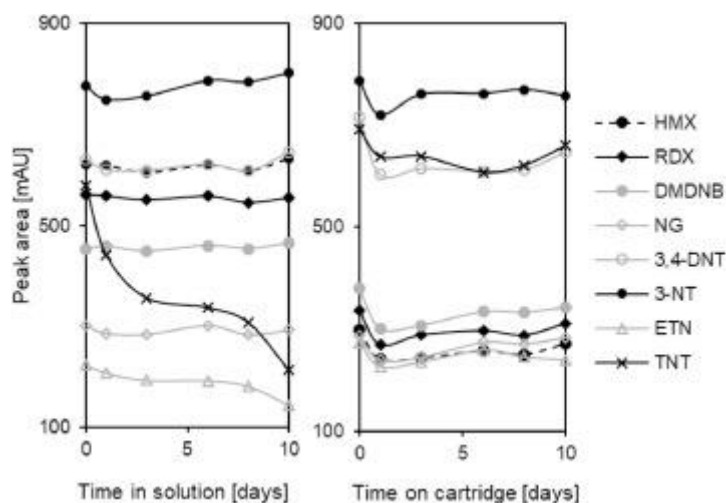 900
500
100
Peak area [mAU]
0
5
10
Time in solution [days]
900
500
100
0
5
10
Time on cartridge [days]
HMX
RDX
DMDNB
NG
3,4-DNT
3-NT
ETN
TNT